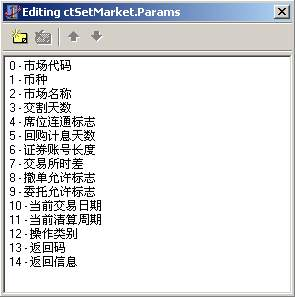 Editing ctSetMarket.Params
0 - 市场代码
1 - 币种
2 - 市场名称
3 - 交割天数
4 - 席位连通标志
5 - 回购计息天数
6 - 证券账号长度
7 - 交易所时差
8 - 撤单允许标志
9 - 委托允许标志
10 - 当前交易日期
11 - 当前清算周期
12 - 操作类别
13 - 返回码
14 - 返回信息